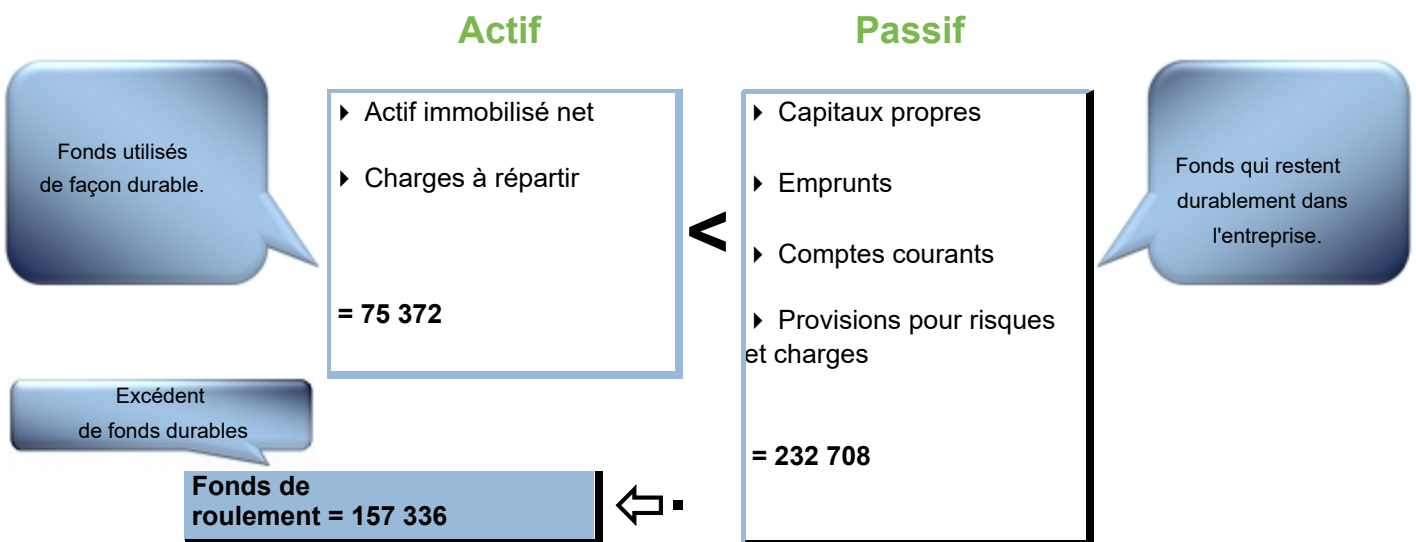 Actif
Passif
Fonds utilisés
de façon durable.
▸ Actif immobilisé net
▸ Charges à répartir
= 75 372
<
▸ Capitaux propres
▸ Emprunts
▸ Comptes courants
▸ Provisions pour risques
et charges
= 232 708
Fonds qui restent
durablement dans
l'entreprise.
Excédent
de fonds durables
Fonds de
roulement = 157 336